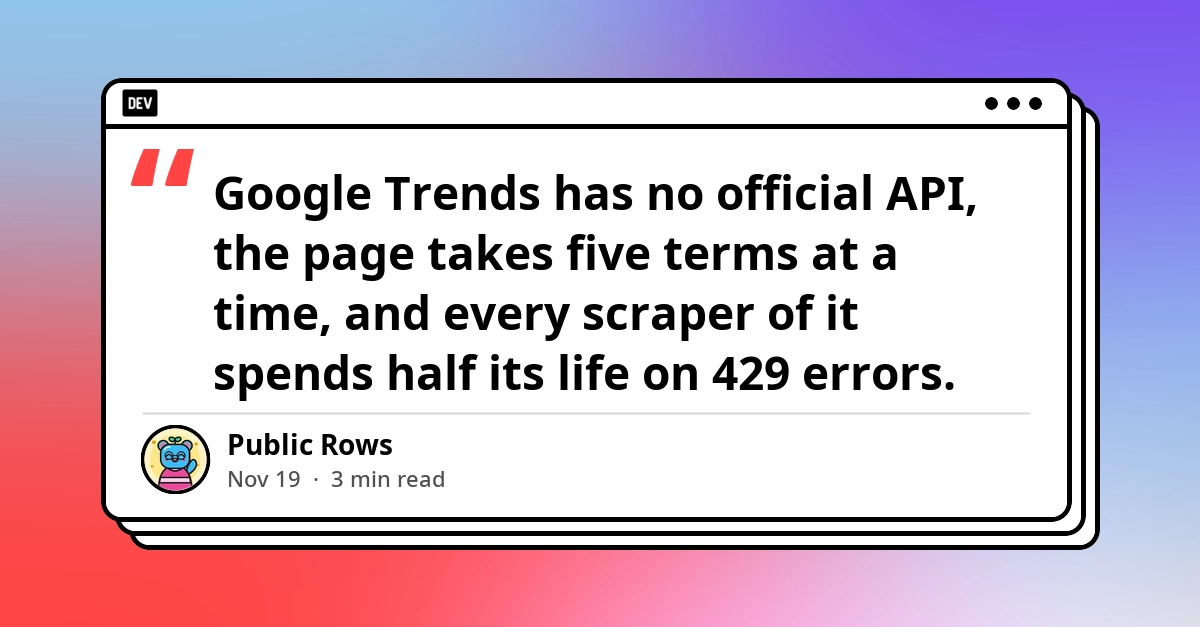 DEV
“ Google Trends has no official API,
the page takes five terms at a
time, and every scraper of it
spends half its life on 429 errors.
Public Rows
Nov 19 · 3 min read